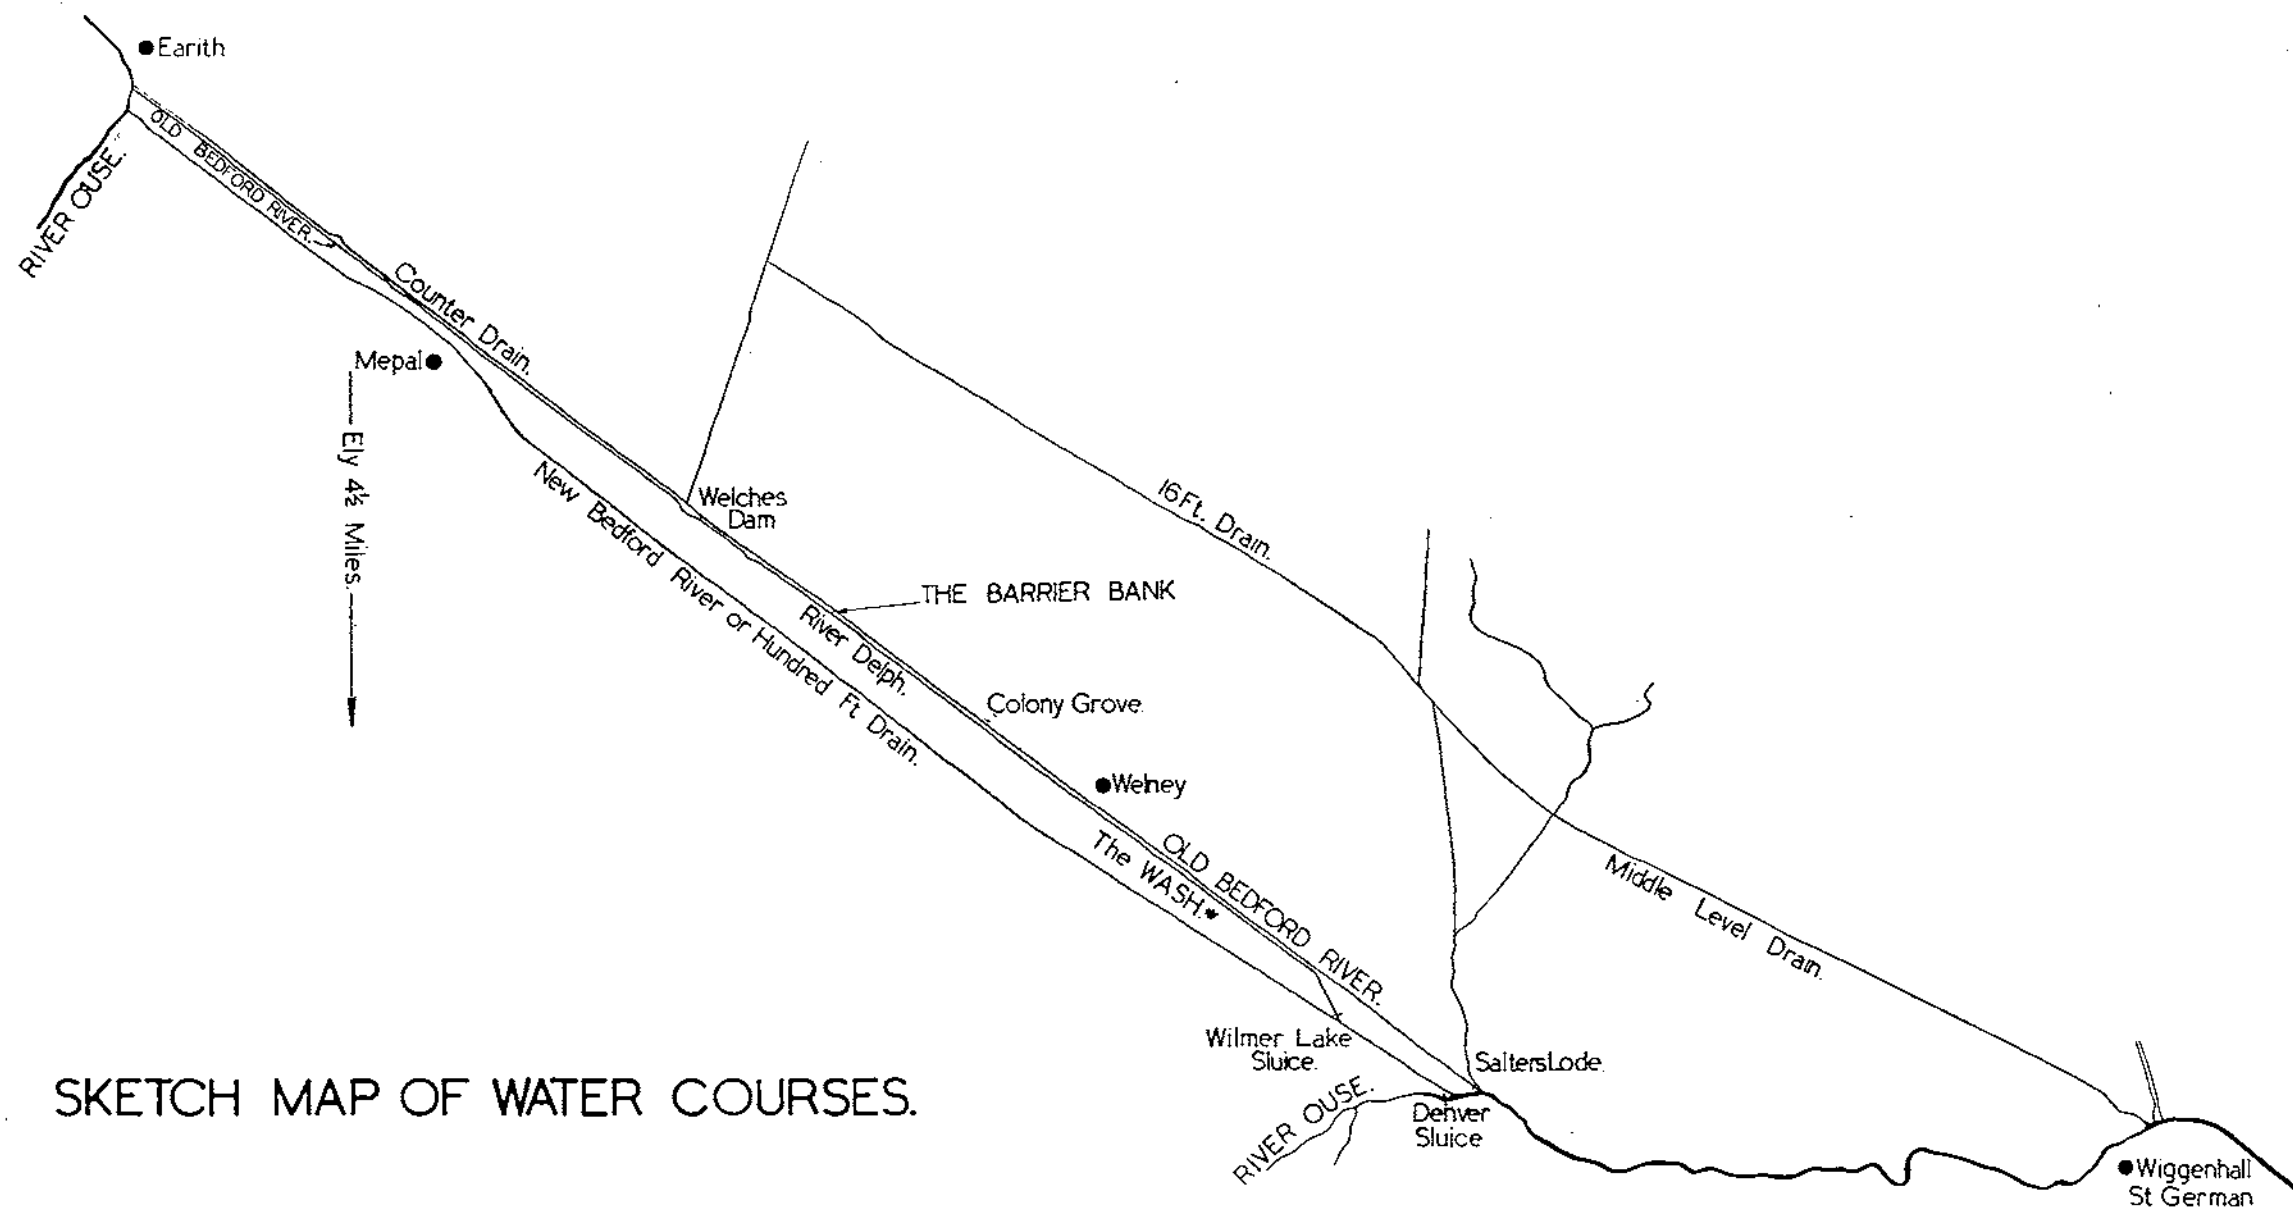 Earith
OLD BEDFORD RIVER.
RIVER OUSE.
Counter Drain.
Mepal
Ely 4½ Miles.
Welches
Dam
New Bedford River or Hundred Ft Drain.
16Ft. Drain.
THE BARRIER BANK
River Delph.
Colony Grove.
Welney
The WASH.*
OLD BEDFORD RIVER.
Middle Level Drain.
Wilmer Lake
Sluice.
Salters Lode.
RIVER OUSE.
Denver
Sluice
Wiggenhall
St German
SKETCH MAP OF WATER COURSES.